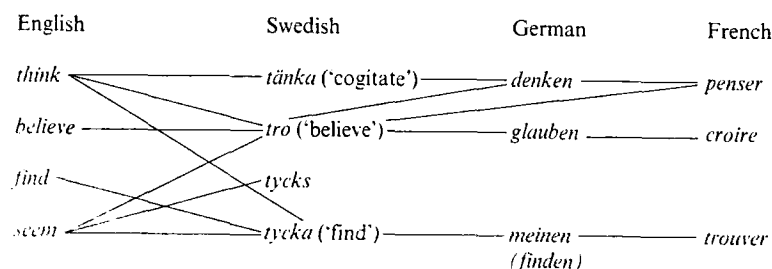 English Swedish German French
think tänka (‘cogitate’) denken penser
believe tro (‘believe’) glauben croire
find tycks
seem tycka (‘find’) meinen trouver
(finden)